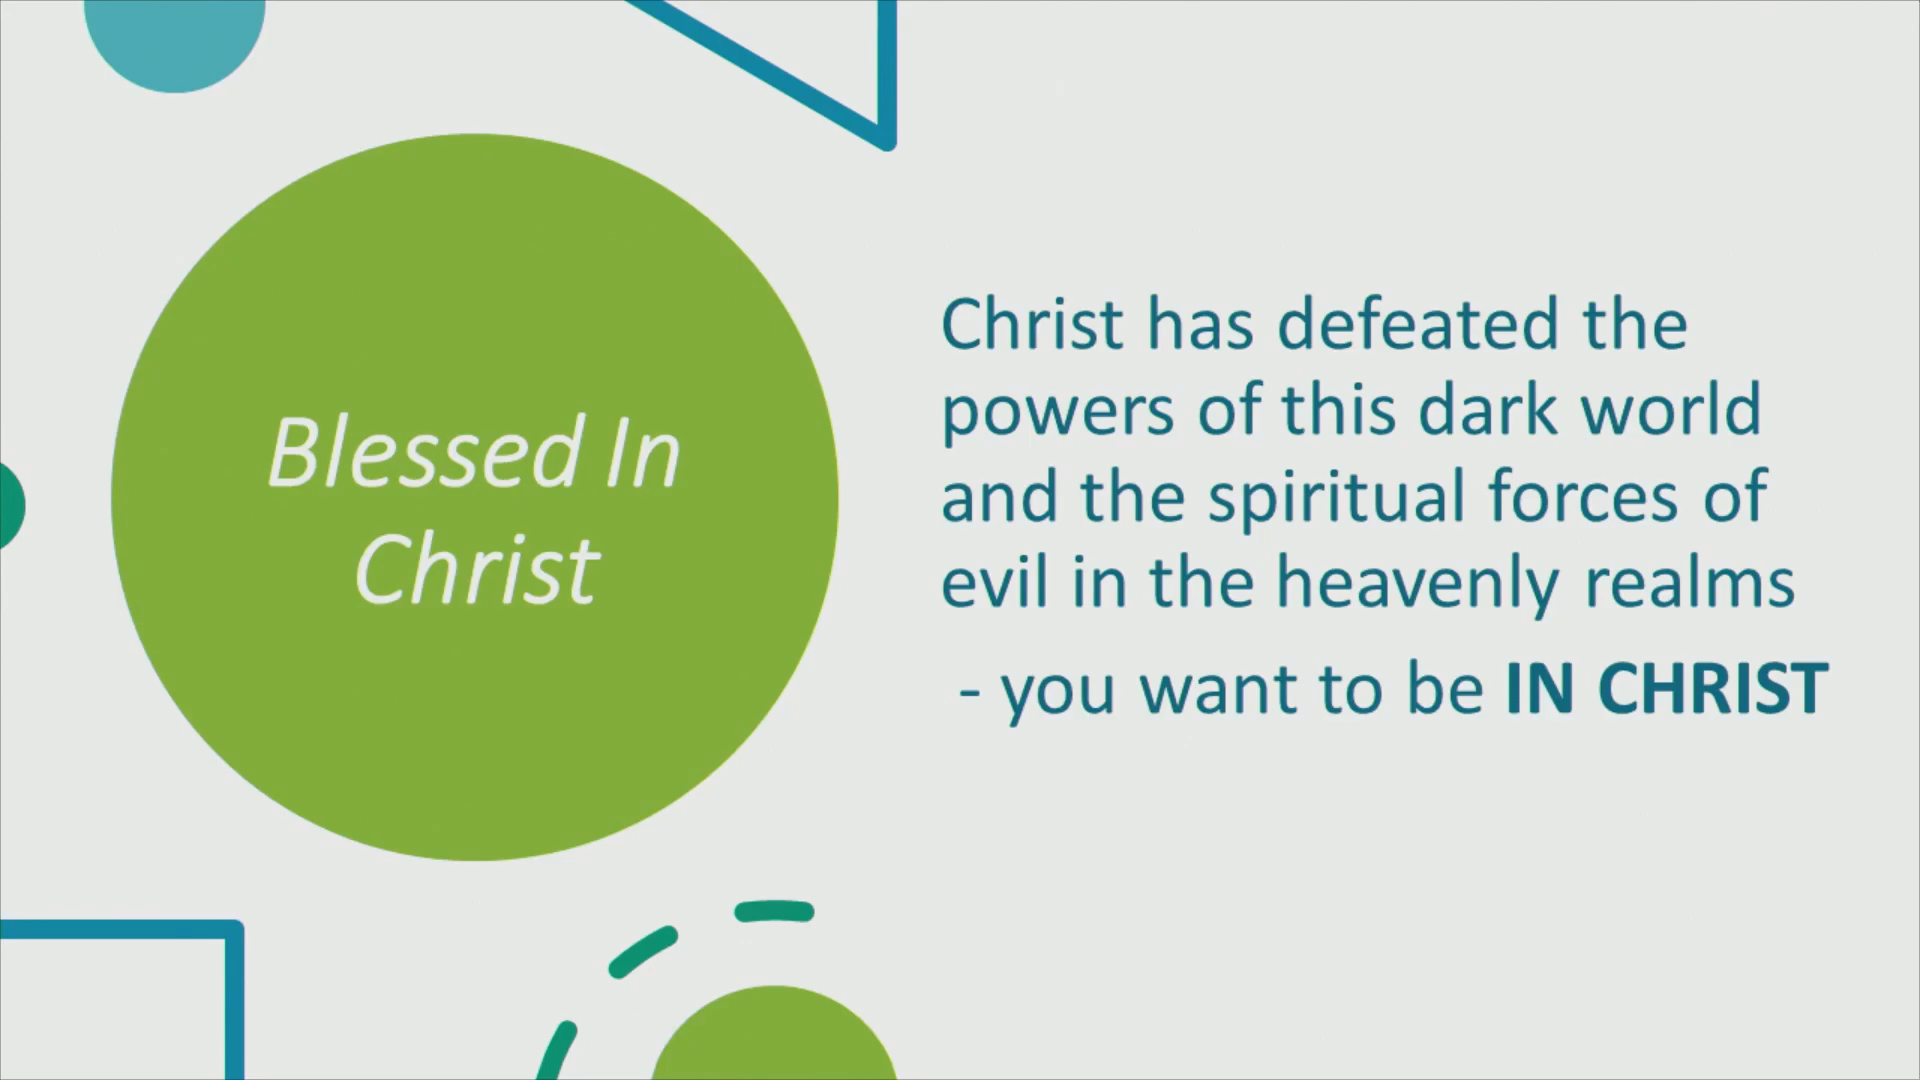 Blessed In
Christ
Christ has defeated the
powers of this dark world
and the spiritual forces of
evil in the heavenly realms
- you want to be IN CHRIST